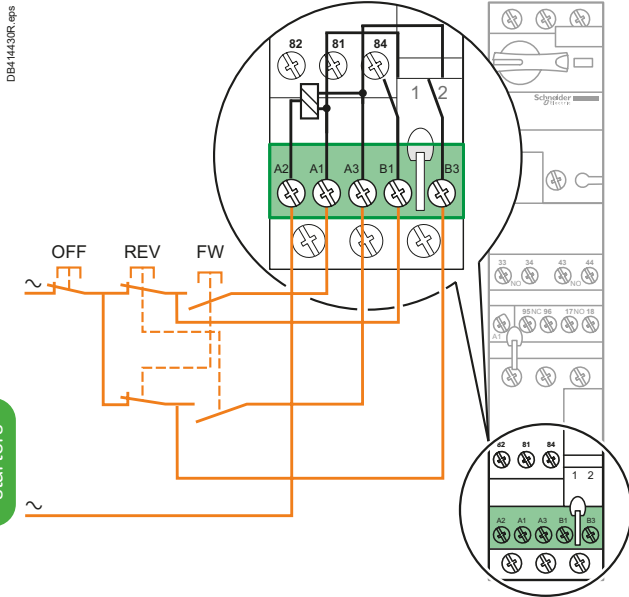 DB414430R.eps
82 81 84
1 2
A2 A1 A3 B1 B3
OFF REV FW
~
~
Schneider
Electric
33 34 43 44
NO NO
95 NC 96 17 NO 18
A1
82 81 84
1 2
A2 A1 A3 B1 B3
Starters